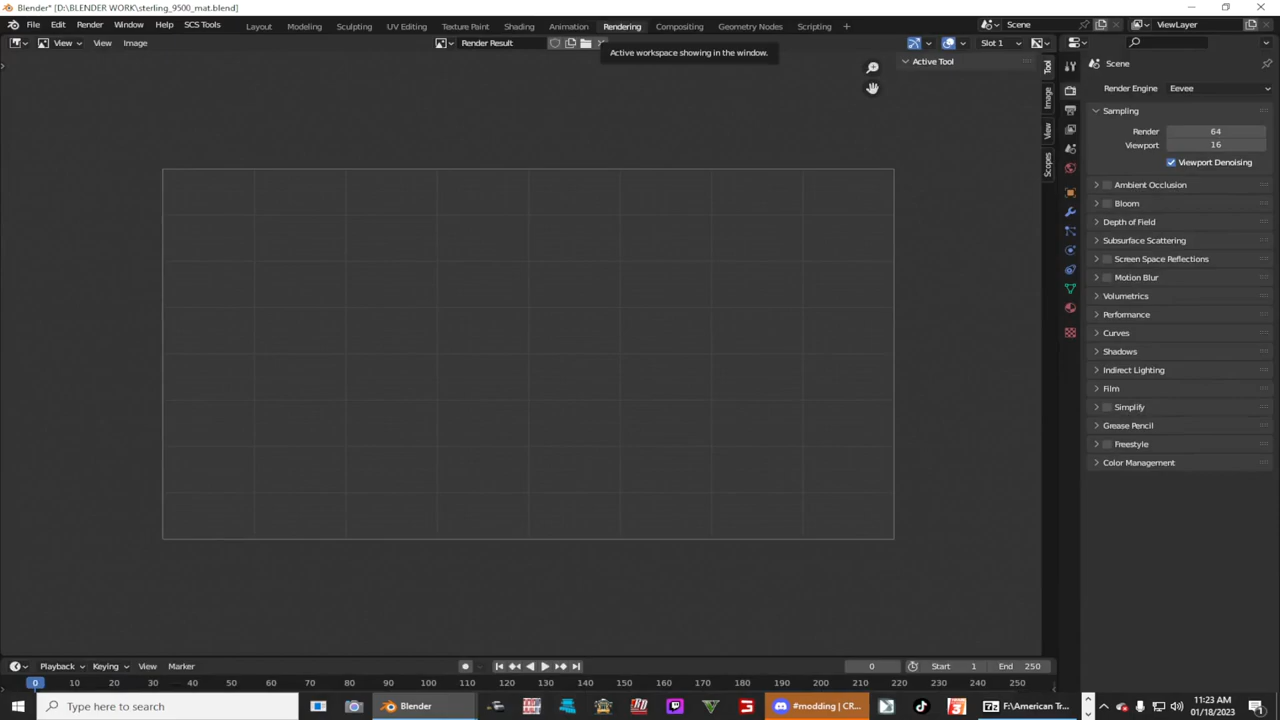 Blender* [D:\BLENDER WORK\sterling_9500_mat.blend]
File Edit Render Window Help SCS Tools Layout Modeling Sculpting UV Editing Texture Paint Shading Animation Rendering Compositing Geometry Nodes Scripting + Scene ViewLayer
View View Image Render Result Slot 1
Active workspace showing in the window.
Active Tool
Tool
Image
View
Scopes
Scene
Render Engine Eevee
Sampling
Render 64
Viewport 16
Viewport Denoising
Ambient Occlusion
Bloom
Depth of Field
Subsurface Scattering
Screen Space Reflections
Motion Blur
Volumetrics
Performance
Curves
Shadows
Indirect Lighting
Film
Simplify
Grease Pencil
Freestyle
Color Management
Playback Keying View Marker 0 Start 1 End 250
0 10 20 30 40 50 60 70 80 90 100 110 120 130 140 150 160 170 180 190 200 210 220 230 240 250
Type here to search Blender #modding | CR... F:\American Tr... 11:23 AM
01/18/2023